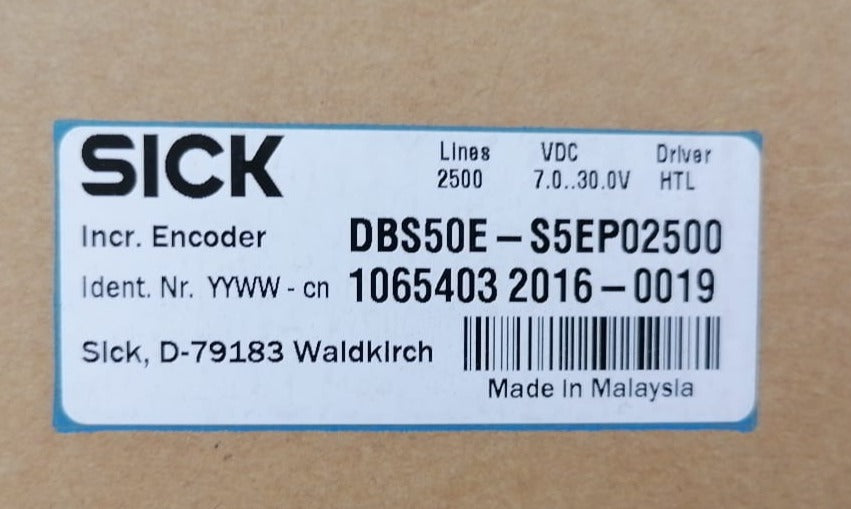 SICK
Lines VDC Driver
2500 7.0..30.0V HTL
Incr. Encoder DBS50E – S5EP02500
Ident. Nr. YYWW - cn 1065403 2016 – 0019
Sick, D-79183 Waldkirch
Made in Malaysia